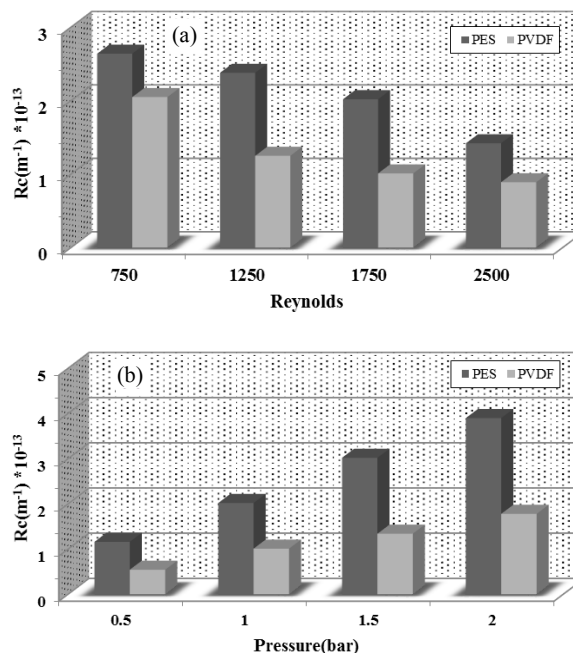 (a)
PES PVDF
Rc(m⁻¹) *10⁻¹³
3
2
1
0
750 1250 1750 2500
Reynolds
(b)
PES PVDF
Rc(m⁻¹) *10⁻¹³
5
4
3
2
1
0
0.5 1 1.5 2
Pressure(bar)